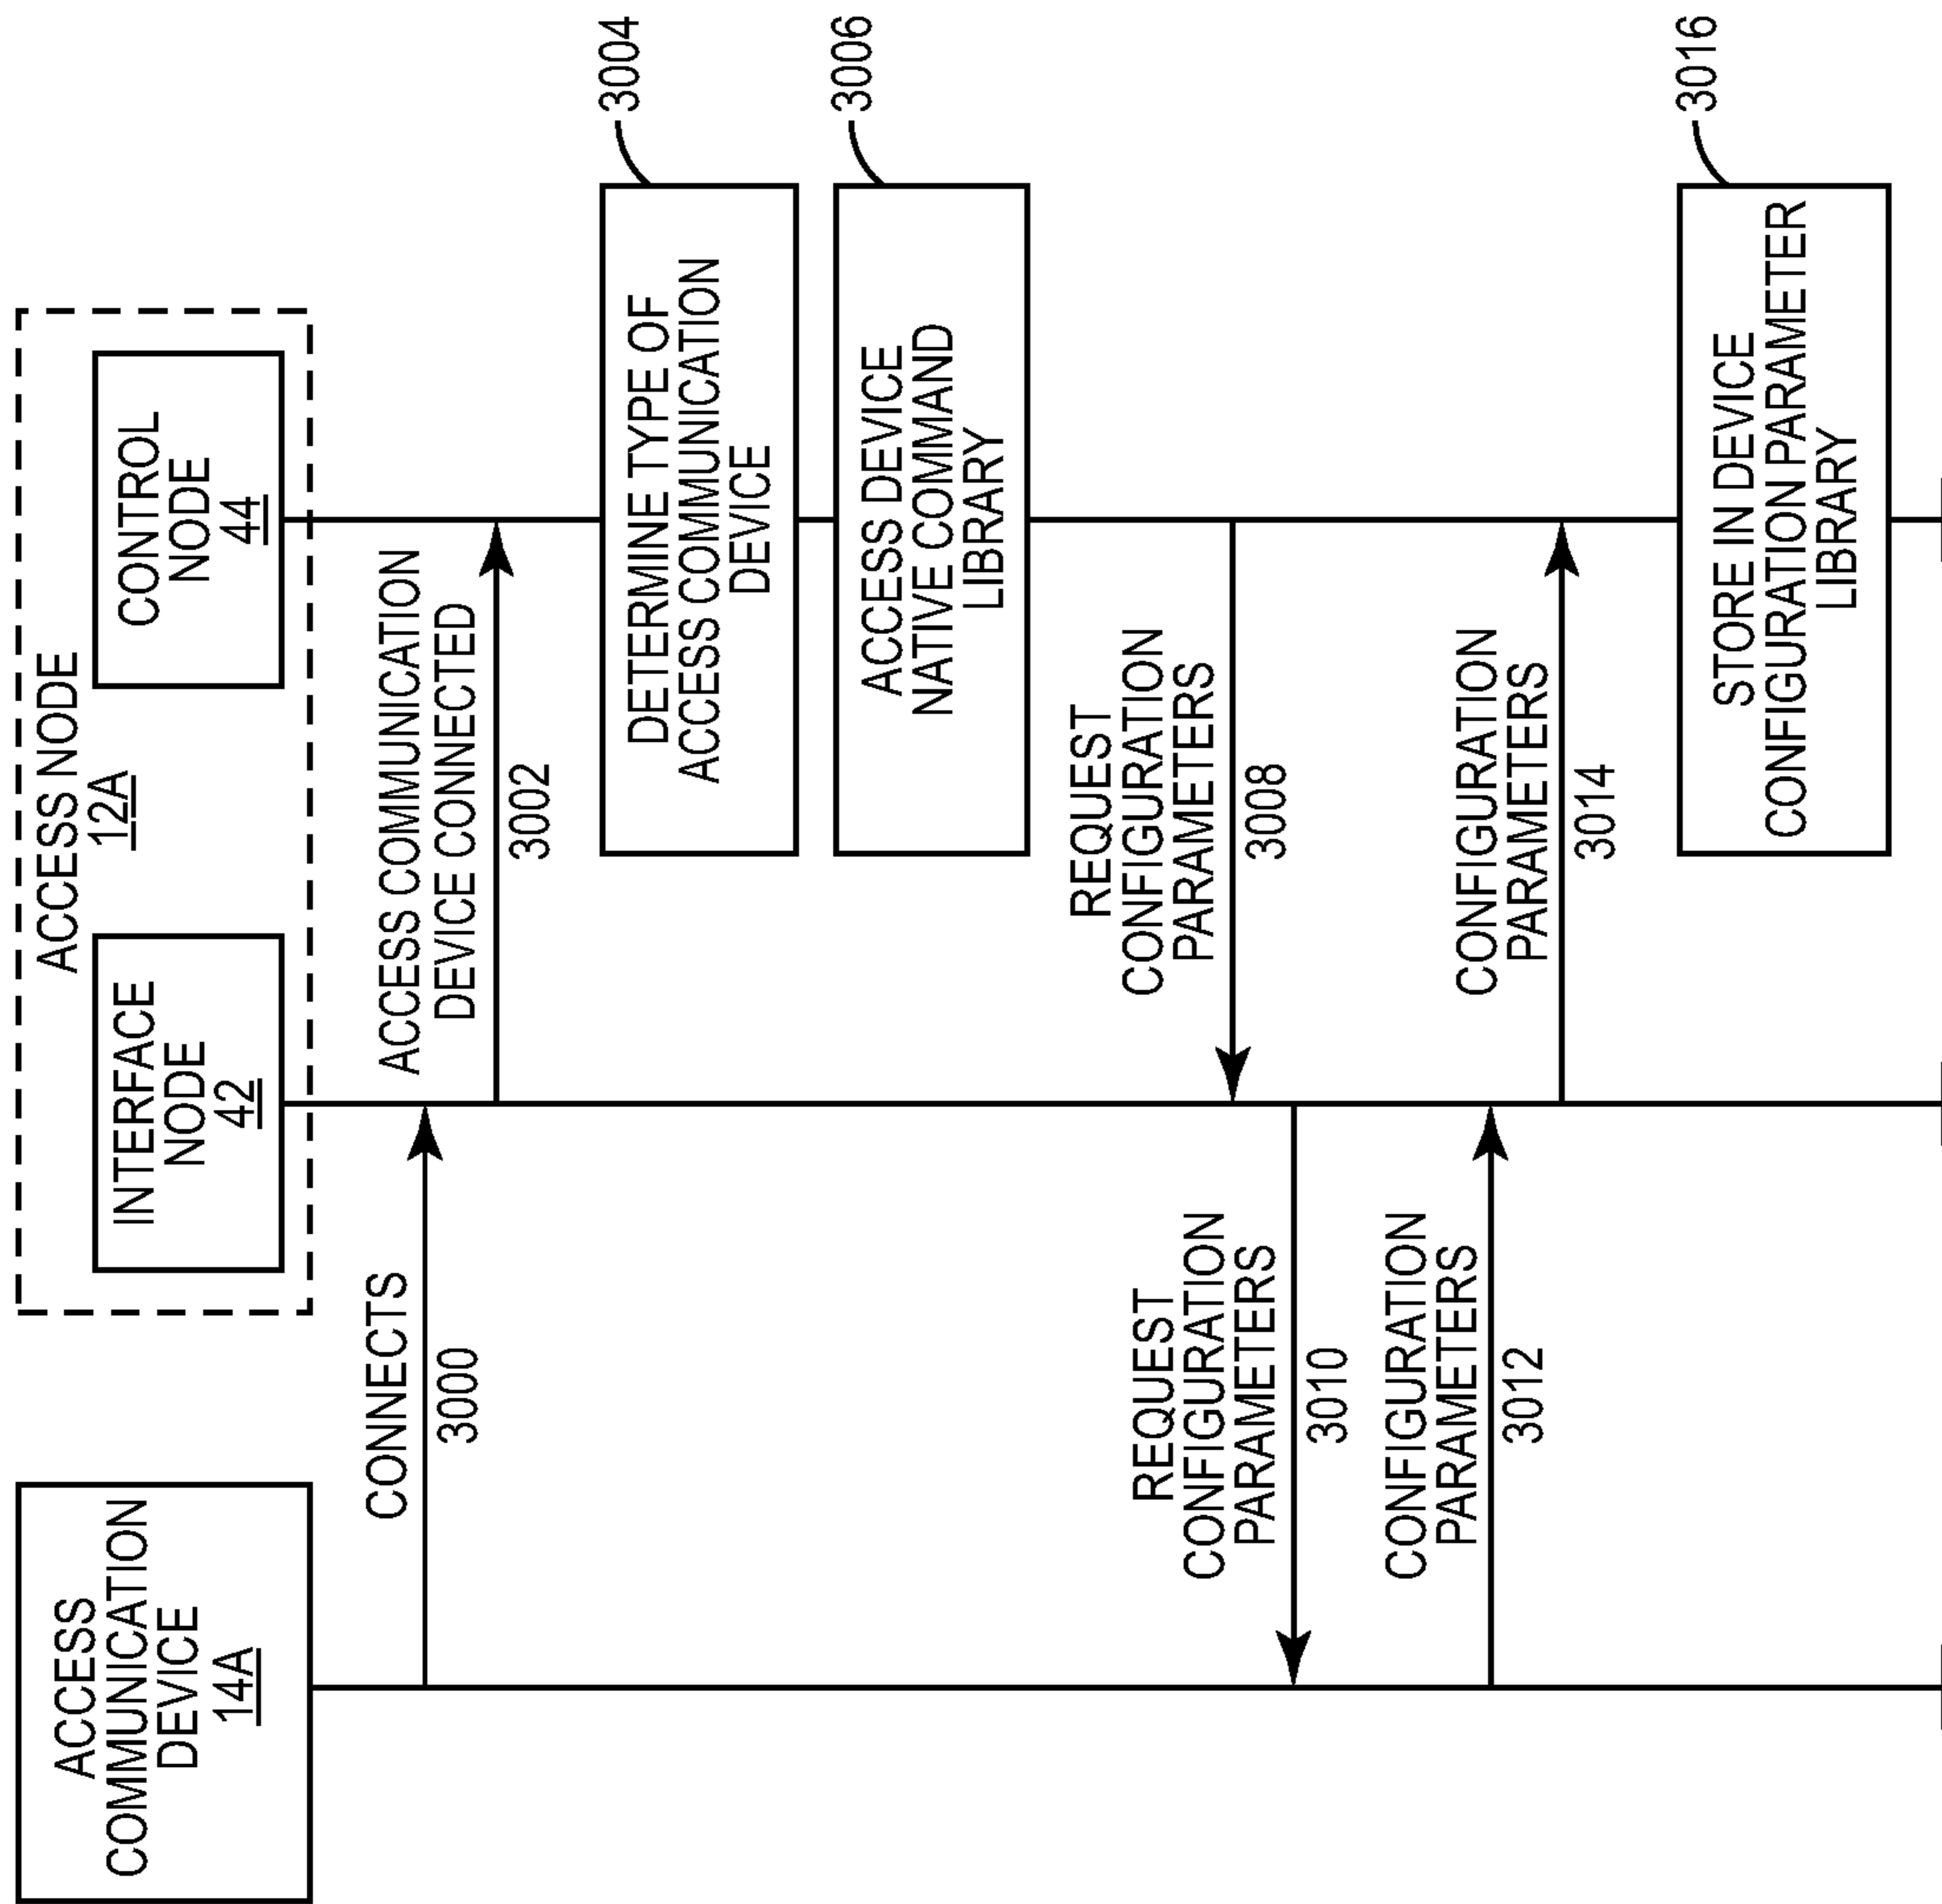 ACCESS
COMMUNICATION
DEVICE
14A
ACCESS NODE
12A
INTERFACE
NODE
42
CONTROL
NODE
44
CONNECTS
3000
ACCESS COMMUNICATION
DEVICE CONNECTED
3002
DETERMINE TYPE OF
ACCESS COMMUNICATION
DEVICE
3004
ACCESS DEVICE
NATIVE COMMAND
LIBRARY
3006
REQUEST
CONFIGURATION
PARAMETERS
3008
REQUEST
CONFIGURATION
PARAMETERS
3010
CONFIGURATION
PARAMETERS
3012
CONFIGURATION
PARAMETERS
3014
STORE IN DEVICE
CONFIGURATION PARAMETER
LIBRARY
3016